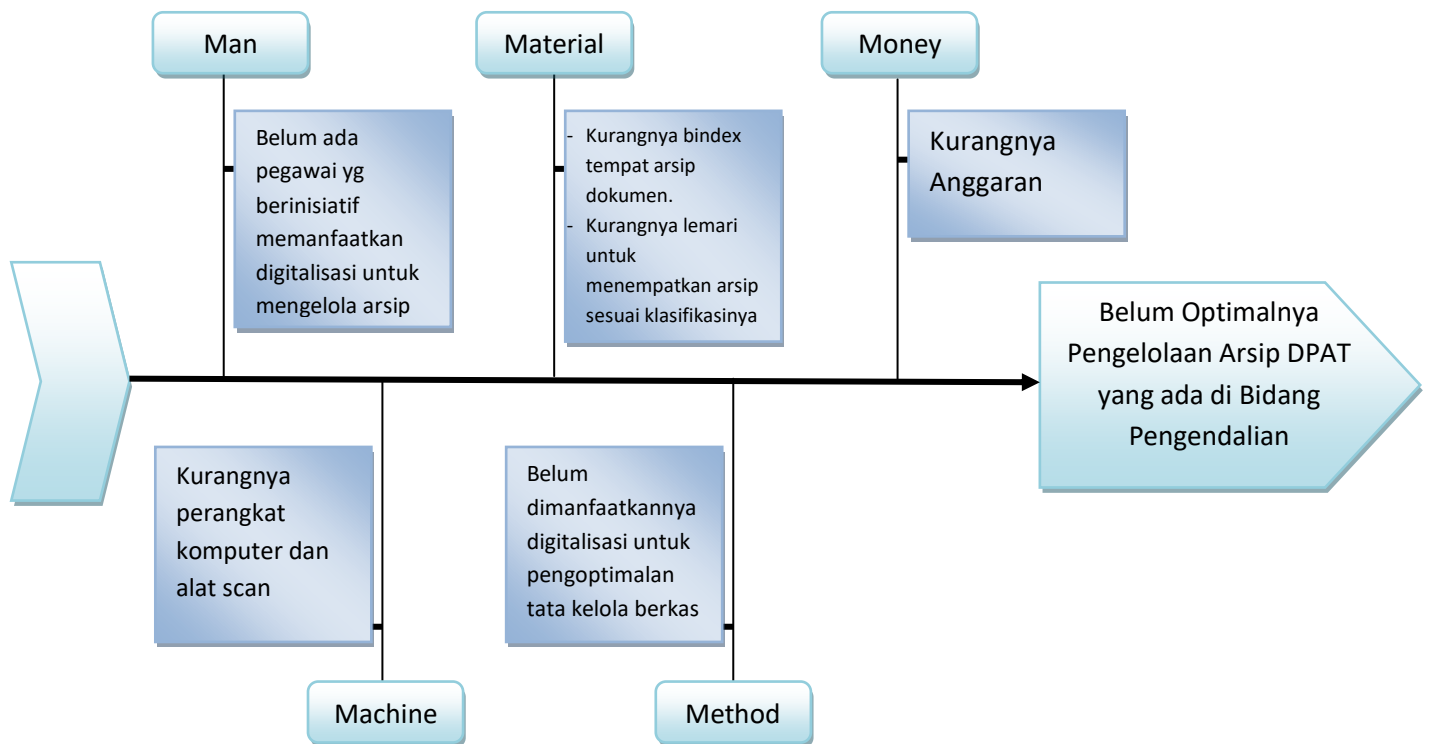 Man
Material
Money
Belum ada
pegawai yg
berinisiatif
memanfaatkan
digitalisasi untuk
mengelola arsip
- Kurangnya bindex
tempat arsip
dokumen.
- Kurangnya lemari
untuk
menempatkan arsip
sesuai klasifikasinya
Kurangnya
Anggaran
Belum Optimalnya
Pengelolaan Arsip DPAT
yang ada di Bidang
Pengendalian
Kurangnya
perangkat
komputer dan
alat scan
Belum
dimanfaatkannya
digitalisasi untuk
pengoptimalan
tata kelola berkas
Machine
Method